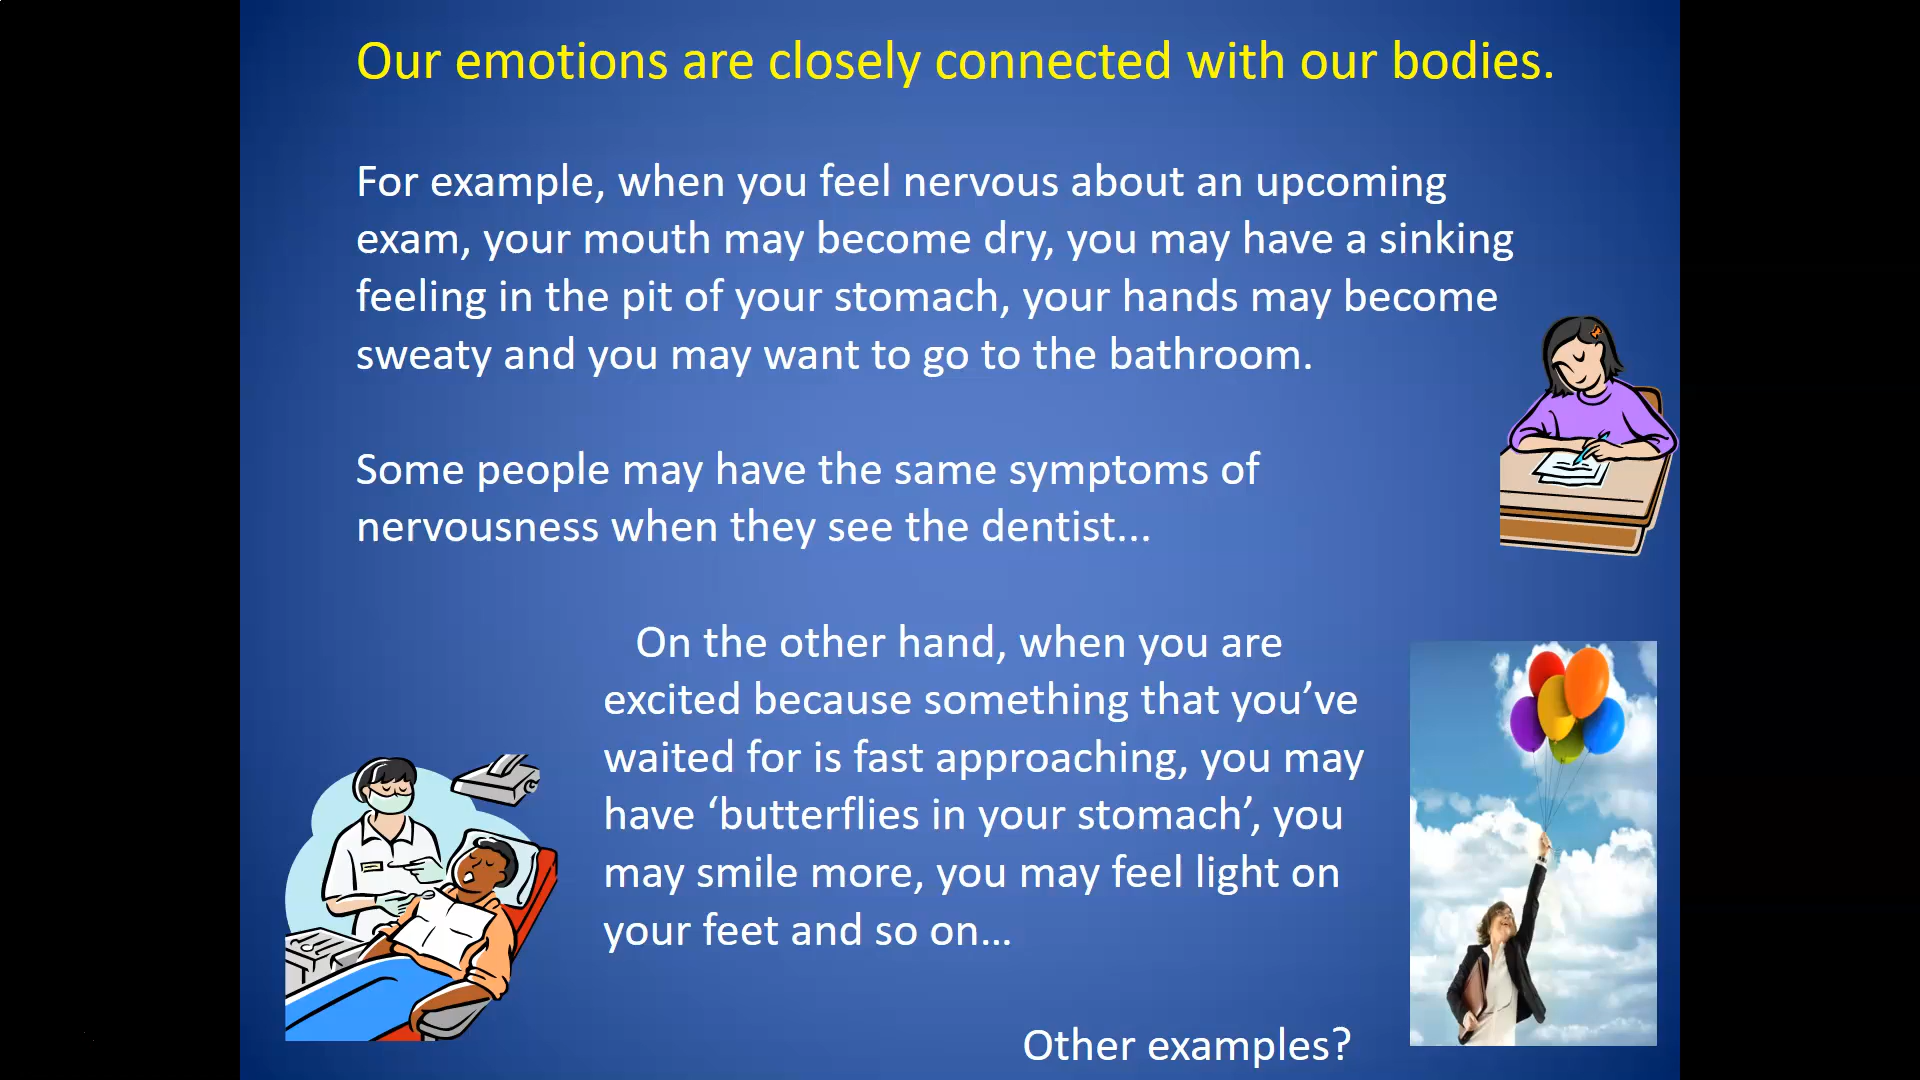 Our emotions are closely connected with our bodies.
For example, when you feel nervous about an upcoming
exam, your mouth may become dry, you may have a sinking
feeling in the pit of your stomach, your hands may become
sweaty and you may want to go to the bathroom.
Some people may have the same symptoms of
nervousness when they see the dentist...
On the other hand, when you are
excited because something that you’ve
waited for is fast approaching, you may
have ‘butterflies in your stomach’, you
may smile more, you may feel light on
your feet and so on…
Other examples?